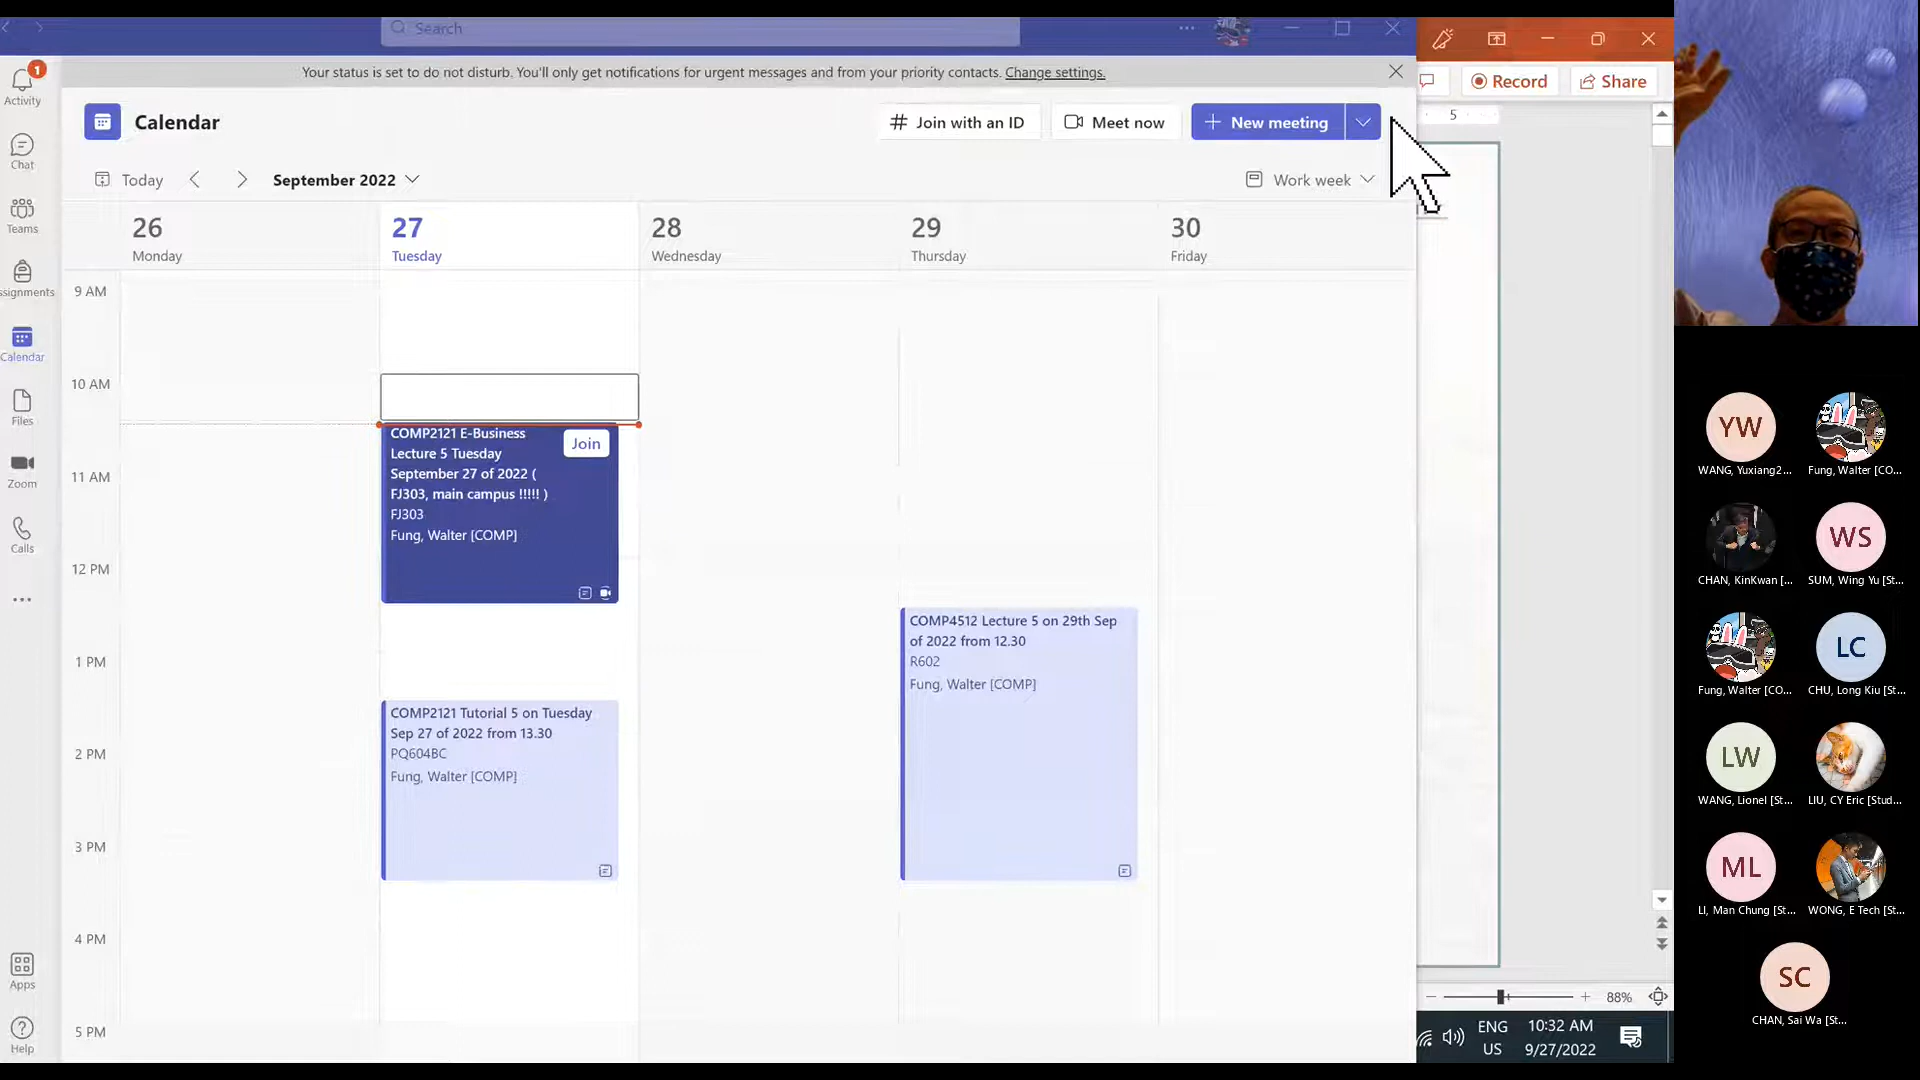 Search
Your status is set to do not disturb. You'll only get notifications for urgent messages and from your priority contacts. Change settings.
Record
Share
Activity
1
Calendar
# Join with an ID
Meet now
+ New meeting
5
Chat
Today
September 2022
Work week
Teams
26
Monday
27
Tuesday
28
Wednesday
29
Thursday
30
Friday
ssignments
Calendar
Files
Zoom
Calls
Apps
Help
9 AM
10 AM
11 AM
12 PM
1 PM
2 PM
3 PM
4 PM
5 PM
COMP2121 E-Business
Lecture 5 Tuesday
September 27 of 2022 (
FJ303, main campus !!!!! )
FJ303
Fung, Walter [COMP]
Join
COMP2121 Tutorial 5 on Tuesday
Sep 27 of 2022 from 13.30
PQ604BC
Fung, Walter [COMP]
COMP4512 Lecture 5 on 29th Sep
of 2022 from 12.30
R602
Fung, Walter [COMP]
88%
ENG
US
10:32 AM
9/27/2022
YW
WANG, Yuxiang2...
Fung, Walter [CO...
CHAN, KinKwan [...
WS
SUM, Wing Yu [St...
Fung, Walter [CO...
LC
CHU, Long Kiu [St...
LW
WANG, Lionel [St...
LIU, CY Eric [Stud...
ML
LI, Man Chung [St...
WONG, E Tech [St...
SC
CHAN, Sai Wa [St...